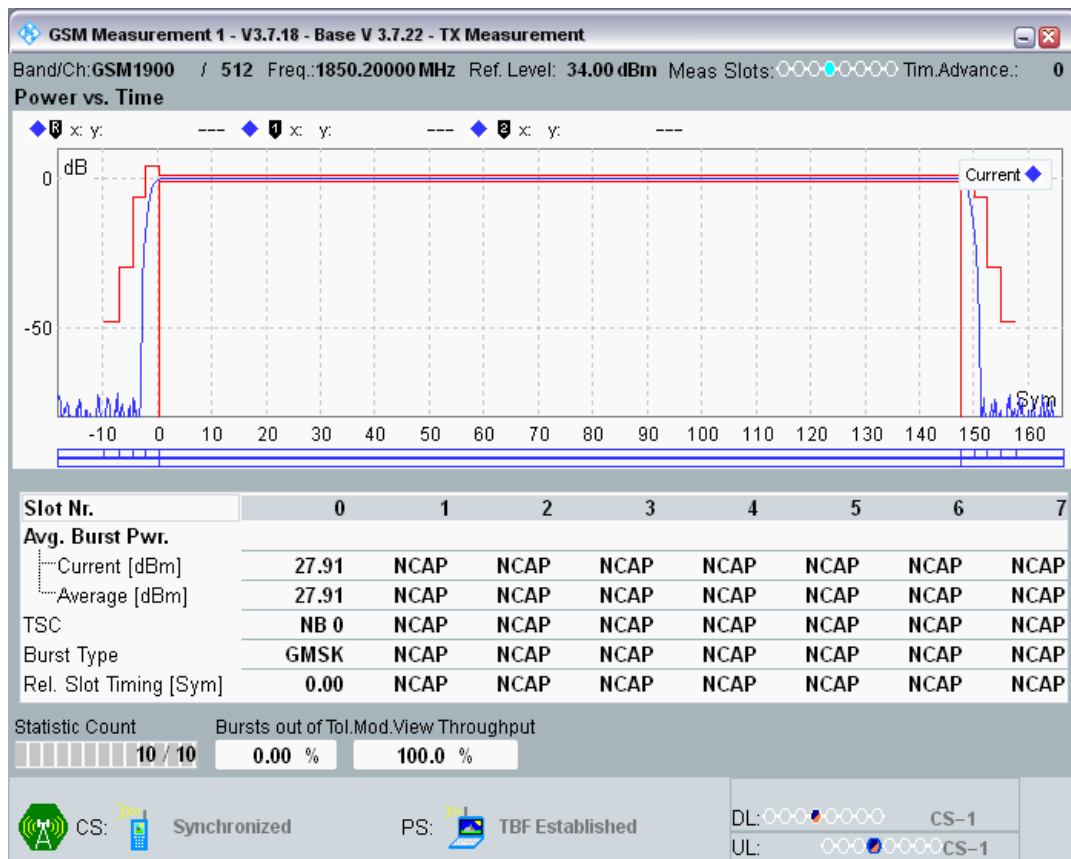 GSM Measurement 1 - V3.7.18 - Base V 3.7.22 - TX Measurement
Band/Ch:GSM1900 / 512 Freq.:1850.20000 MHz Ref. Level: 34.00 dBm Meas Slots: Tim.Advance.: 0
Power vs. Time
R x: y: --- 1 x: y: --- 2 x: y: ---
dB
0
Current
-50
Sym
-10 0 10 20 30 40 50 60 70 80 90 100 110 120 130 140 150 160
Slot Nr. 0 1 2 3 4 5 6 7
Avg. Burst Pwr.
Current [dBm] 27.91 NCAP NCAP NCAP NCAP NCAP NCAP NCAP
Average [dBm] 27.91 NCAP NCAP NCAP NCAP NCAP NCAP NCAP
TSC NB 0 NCAP NCAP NCAP NCAP NCAP NCAP NCAP
Burst Type GMSK NCAP NCAP NCAP NCAP NCAP NCAP NCAP
Rel. Slot Timing [Sym] 0.00 NCAP NCAP NCAP NCAP NCAP NCAP NCAP
Statistic Count Bursts out of Tol.Mod.View Throughput
10 / 10 0.00 % 100.0 %
CS: Synchronized PS: TBF Established
DL: CS-1
UL: CS-1